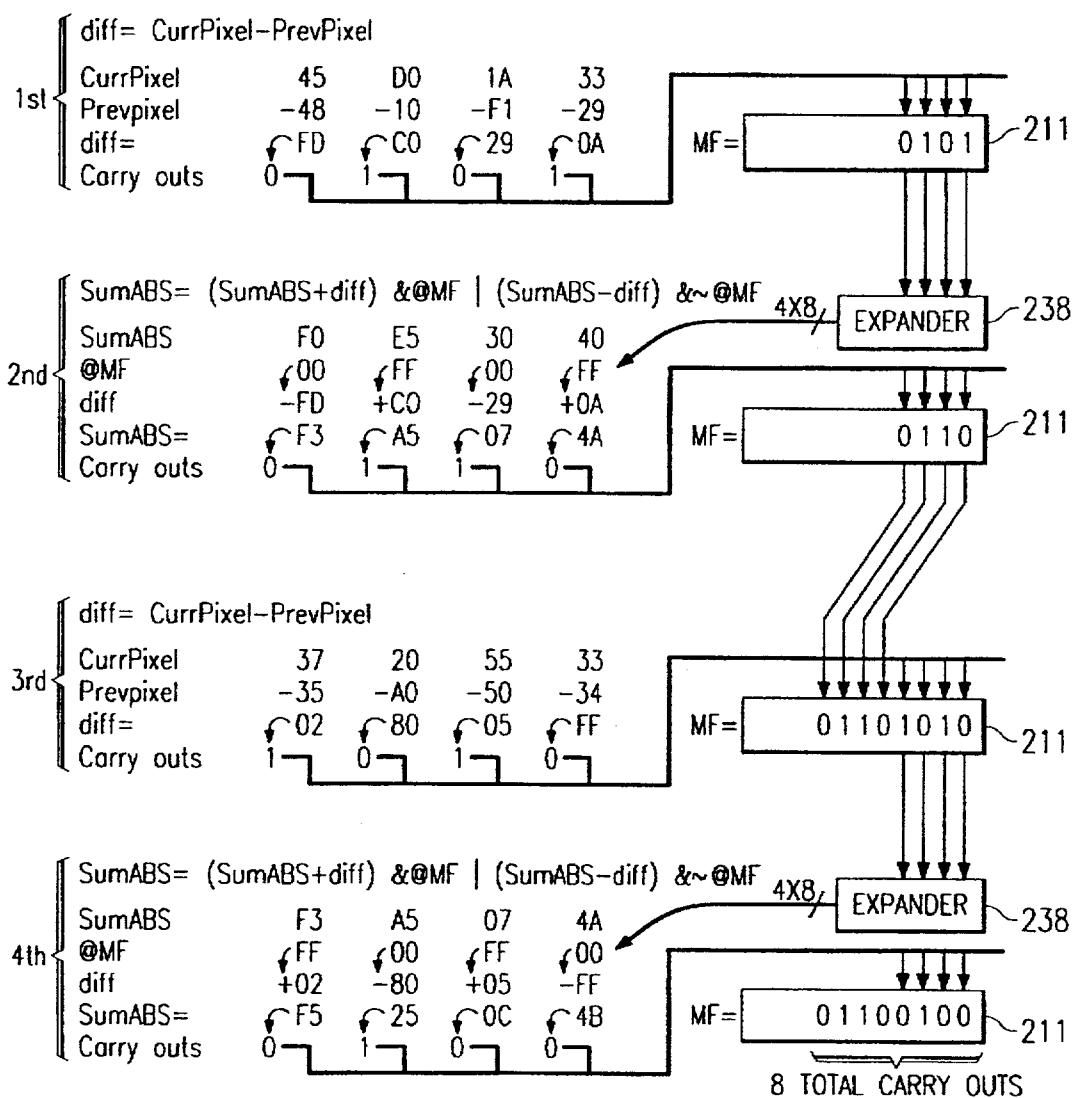 diff= CurrPixel-PrevPixel
1st
CurrPixel 45 D0 1A 33
Prevpixel -48 -10 -F1 -29
diff= FD C0 29 0A
Carry outs 0 1 0 1
MF= 0101 211
SumABS= (SumABS+diff) &@MF | (SumABS-diff) &~@MF
4X8 EXPANDER 238
2nd
SumABS F0 E5 30 40
@MF 00 FF 00 FF
diff -FD +C0 -29 +0A
SumABS= F3 A5 07 4A
Carry outs 0 1 1 0
MF= 0110 211
diff= CurrPixel-PrevPixel
3rd
CurrPixel 37 20 55 33
Prevpixel -35 -A0 -50 -34
diff= 02 80 05 FF
Carry outs 1 0 1 0
MF= 01101010 211
SumABS= (SumABS+diff) &@MF | (SumABS-diff) &~@MF
4X8 EXPANDER 238
4th
SumABS F3 A5 07 4A
@MF FF 00 FF 00
diff +02 -80 +05 -FF
SumABS= F5 25 0C 4B
Carry outs 0 1 0 0
MF= 01100100 211
8 TOTAL CARRY OUTS